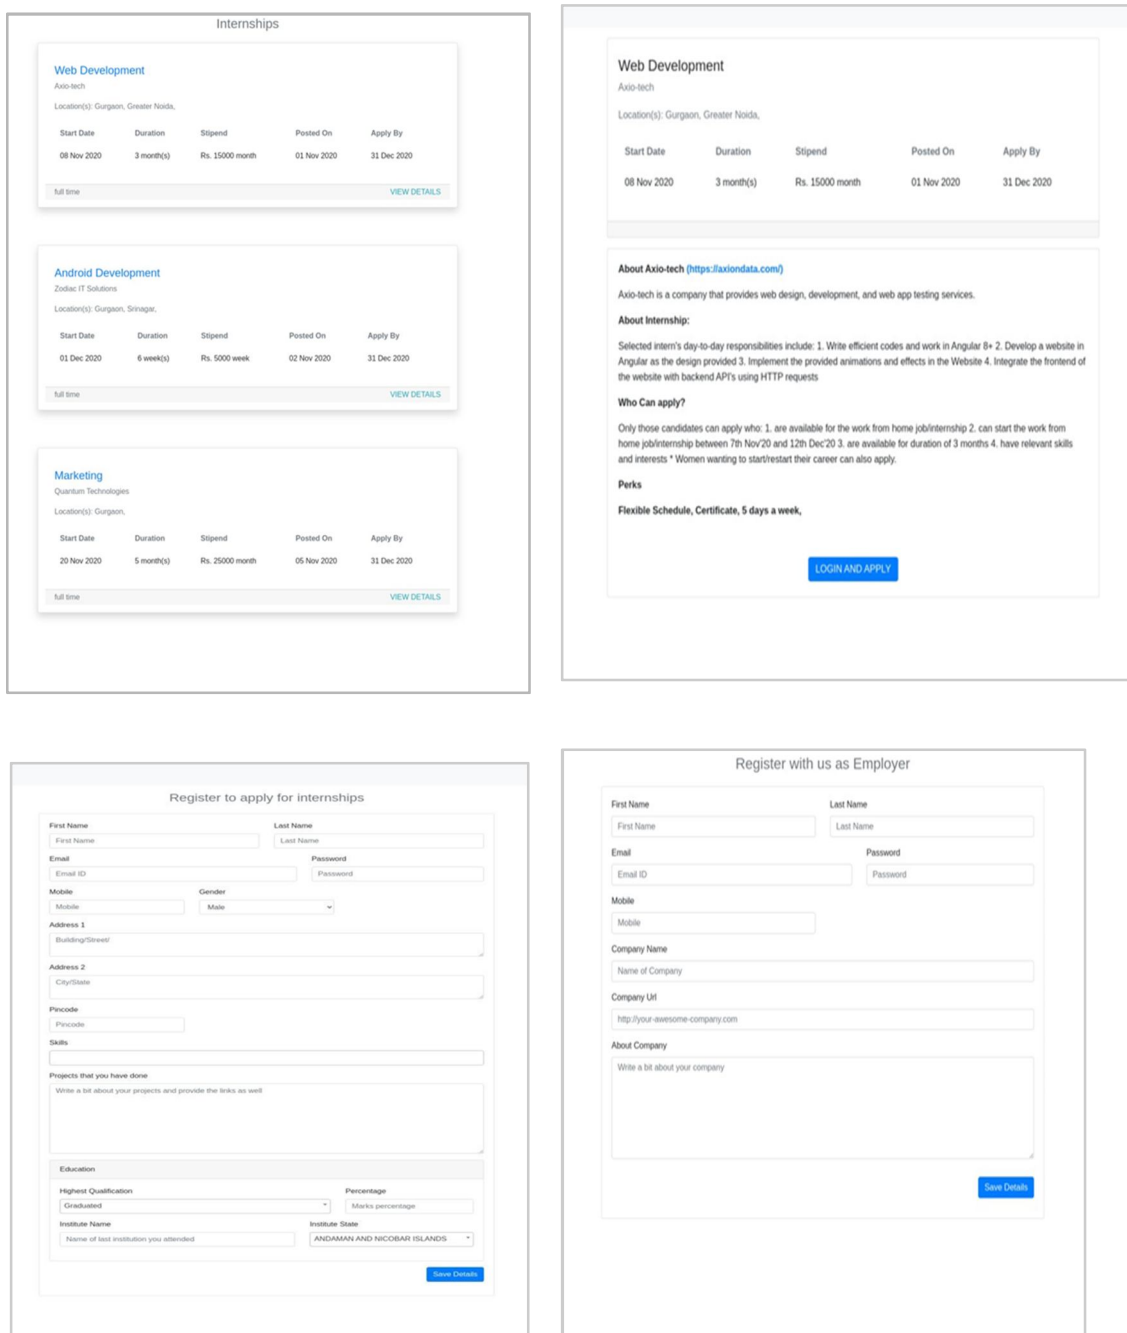 Internships
Web Development
Axio-tech
Location(s): Gurgaon, Greater Noida,
Start Date Duration Stipend Posted On Apply By
08 Nov 2020 3 month(s) Rs. 15000 month 01 Nov 2020 31 Dec 2020
full time VIEW DETAILS
Android Development
Zodiac IT Solutions
Location(s): Gurgaon, Srinagar,
Start Date Duration Stipend Posted On Apply By
01 Dec 2020 6 week(s) Rs. 5000 week 02 Nov 2020 31 Dec 2020
full time VIEW DETAILS
Marketing
Quantum Technologies
Location(s): Gurgaon,
Start Date Duration Stipend Posted On Apply By
20 Nov 2020 5 month(s) Rs. 25000 month 05 Nov 2020 31 Dec 2020
full time VIEW DETAILS
Web Development
Axio-tech
Location(s): Gurgaon, Greater Noida,
Start Date Duration Stipend Posted On Apply By
08 Nov 2020 3 month(s) Rs. 15000 month 01 Nov 2020 31 Dec 2020
About Axio-tech (https://axiondata.com/)
Axio-tech is a company that provides web design, development, and web app testing services.
About Internship:
Selected intern's day-to-day responsibilities include: 1. Write efficient codes and work in Angular 8+ 2. Develop a website in
Angular as the design provided 3. Implement the provided animations and effects in the Website 4. Integrate the frontend of
the website with backend API's using HTTP requests
Who Can apply?
Only those candidates can apply who: 1. are available for the work from home job/internship 2. can start the work from
home job/internship between 7th Nov'20 and 12th Dec'20 3. are available for duration of 3 months 4. have relevant skills
and interests * Women wanting to start/restart their career can also apply.
Perks
Flexible Schedule, Certificate, 5 days a week,
LOGIN AND APPLY
Register to apply for internships
First Name Last Name
First Name Last Name
Email Password
Email ID Password
Mobile Gender
Mobile Male
Address 1
Building/Street/
Address 2
City/State
Pincode
Pincode
Skills
Projects that you have done
Write a bit about your projects and provide the links as well
Education
Highest Qualification Percentage
Graduated Marks percentage
Institute Name Institute State
Name of last institution you attended ANDAMAN AND NICOBAR ISLANDS
Save Details
Register with us as Employer
First Name Last Name
First Name Last Name
Email Password
Email ID Password
Mobile
Mobile
Company Name
Name of Company
Company Url
http://your-awesome-company.com
About Company
Write a bit about your company
Save Details